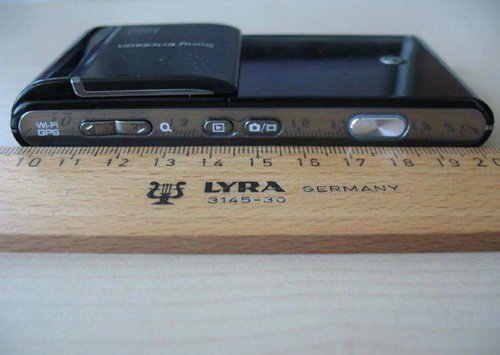 Sony Ericsson
Wi-Fi
GPS
10 11 12 13 14 15 16 17 18 19 20
LYRA GERMANY
3145-30